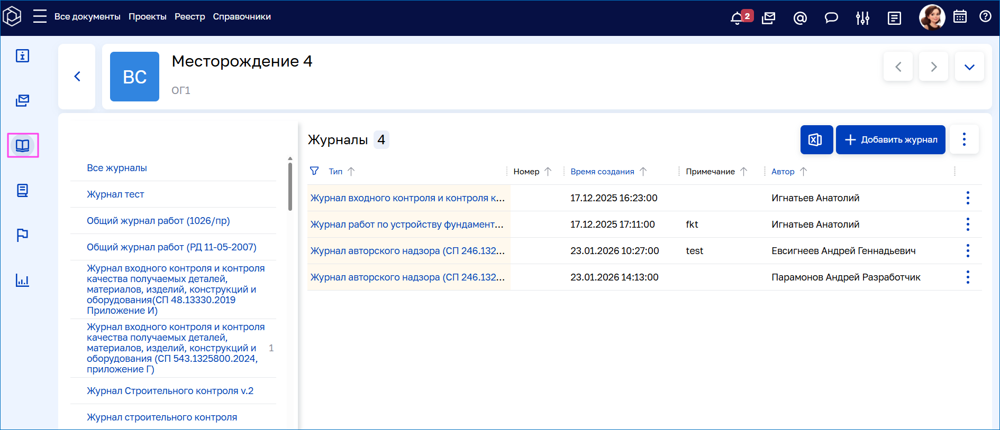 Все документы Проекты Реестр Справочники 2
ВС
Месторождение 4
ОГ1
Все журналы
Журнал тест
Общий журнал работ (1026/пр)
Общий журнал работ (РД 11-05-2007)
Журнал входного контроля и контроля
качества получаемых деталей,
материалов, изделий, конструкций и
оборудования(СП 48.13330.2019
Приложение И)
Журнал входного контроля и контроля
качества получаемых деталей,
материалов, изделий, конструкций и
оборудования (СП 543.1325800.2024,
приложение Г)
1
Журнал Строительного контроля v.2
Журнал строительного контроля
Журналы 4
Добавить журнал
Тип Номер Время создания Примечание Автор
Журнал входного контроля и контроля к... 17.12.2025 16:23:00 Игнатьев Анатолий
Журнал работ по устройству фундамент... 17.12.2025 17:11:00 fkt Игнатьев Анатолий
Журнал авторского надзора (СП 246.132... 23.01.2026 10:27:00 test Евсигнеев Андрей Геннадьевич
Журнал авторского надзора (СП 246.132... 23.01.2026 14:13:00 Парамонов Андрей Разработчик